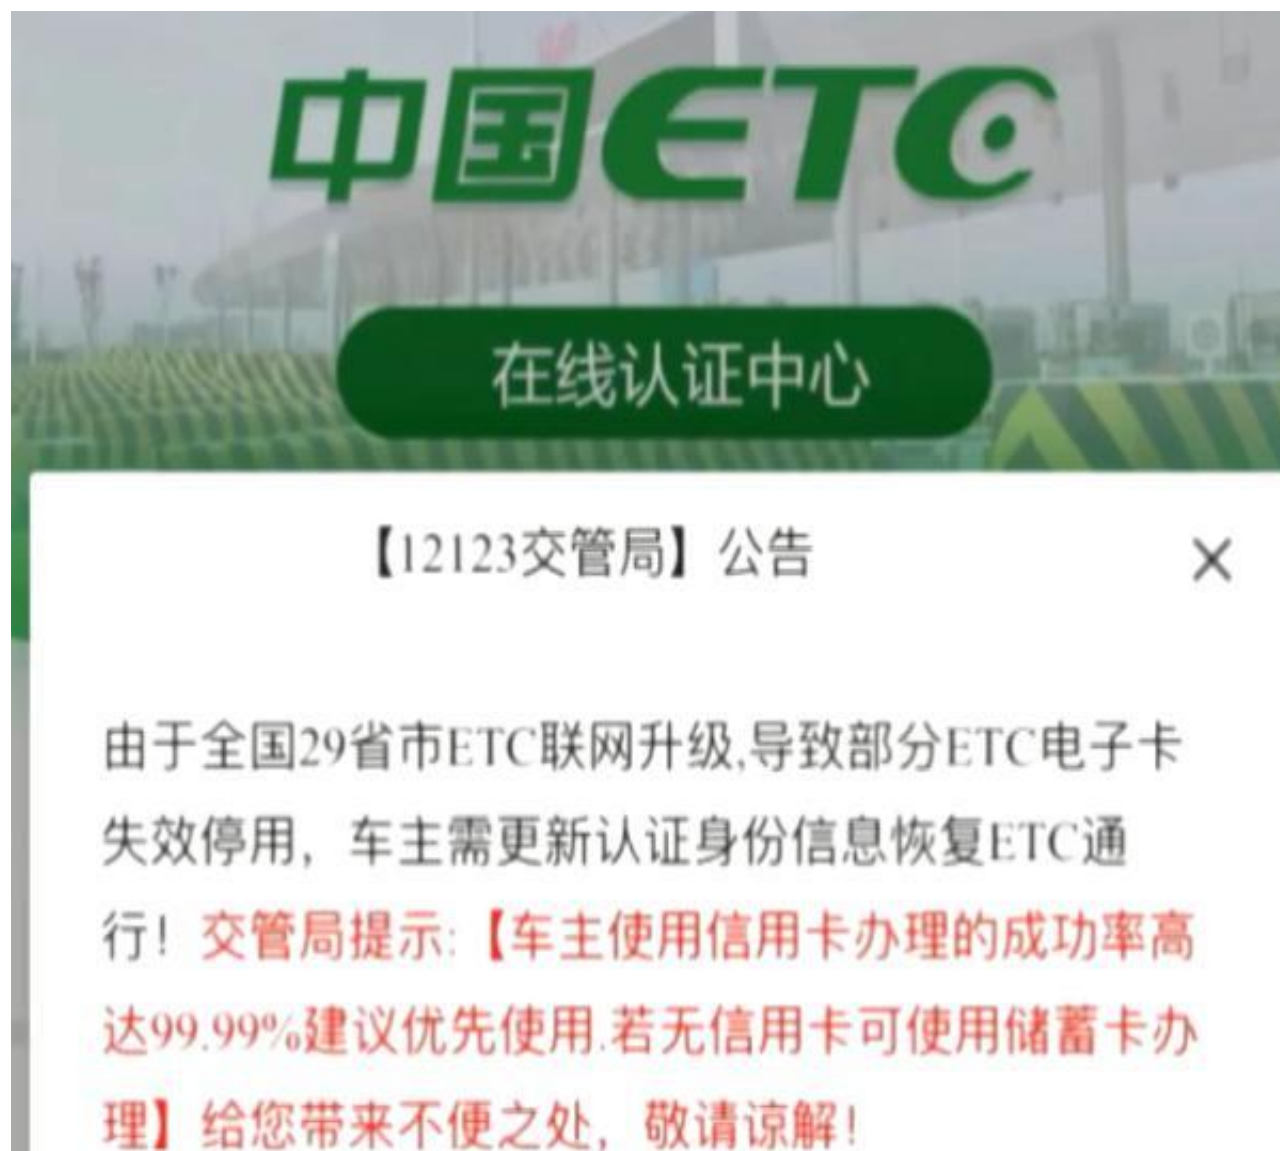 中国ETC
在线认证中心
【12123交管局】公告
由于全国29省市ETC联网升级,导致部分ETC电子卡
失效停用，车主需更新认证身份信息恢复ETC通
行！交管局提示:【车主使用信用卡办理的成功率高
达99.99%建议优先使用.若无信用卡可使用储蓄卡办
理】给您带来不便之处，敬请谅解！